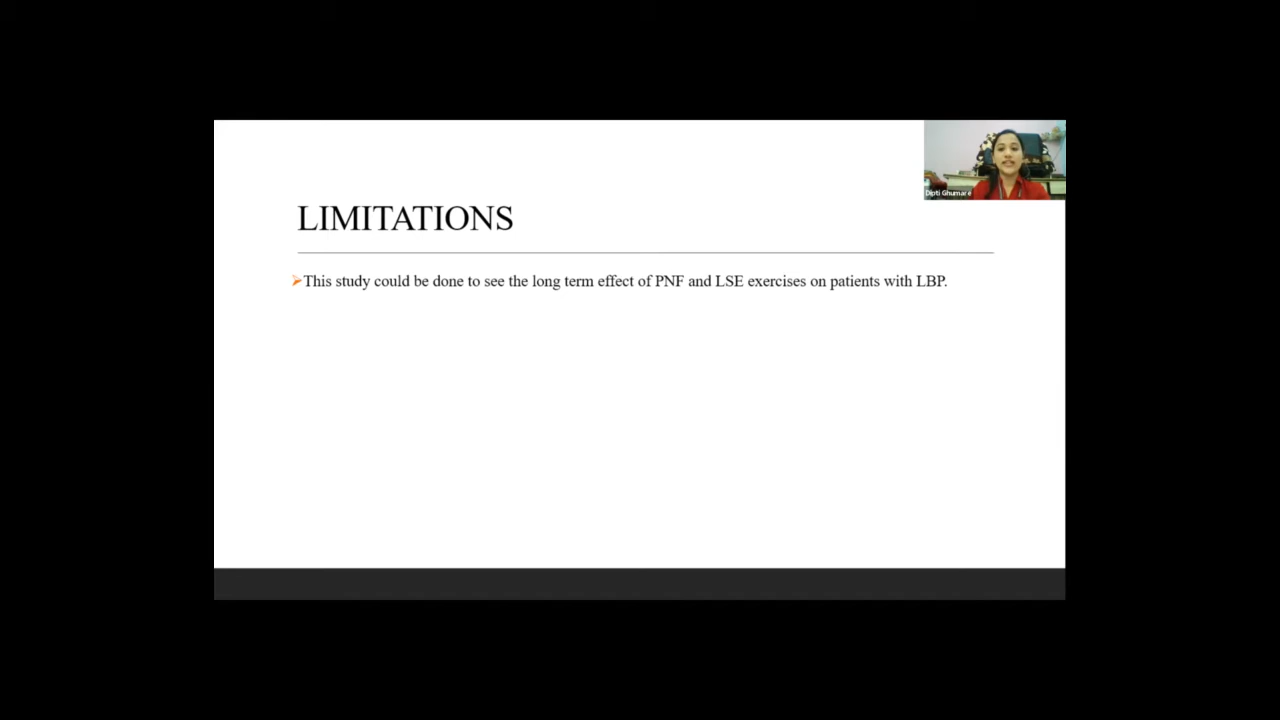 Dipti Ghumare
LIMITATIONS
This study could be done to see the long term effect of PNF and LSE exercises on patients with LBP.